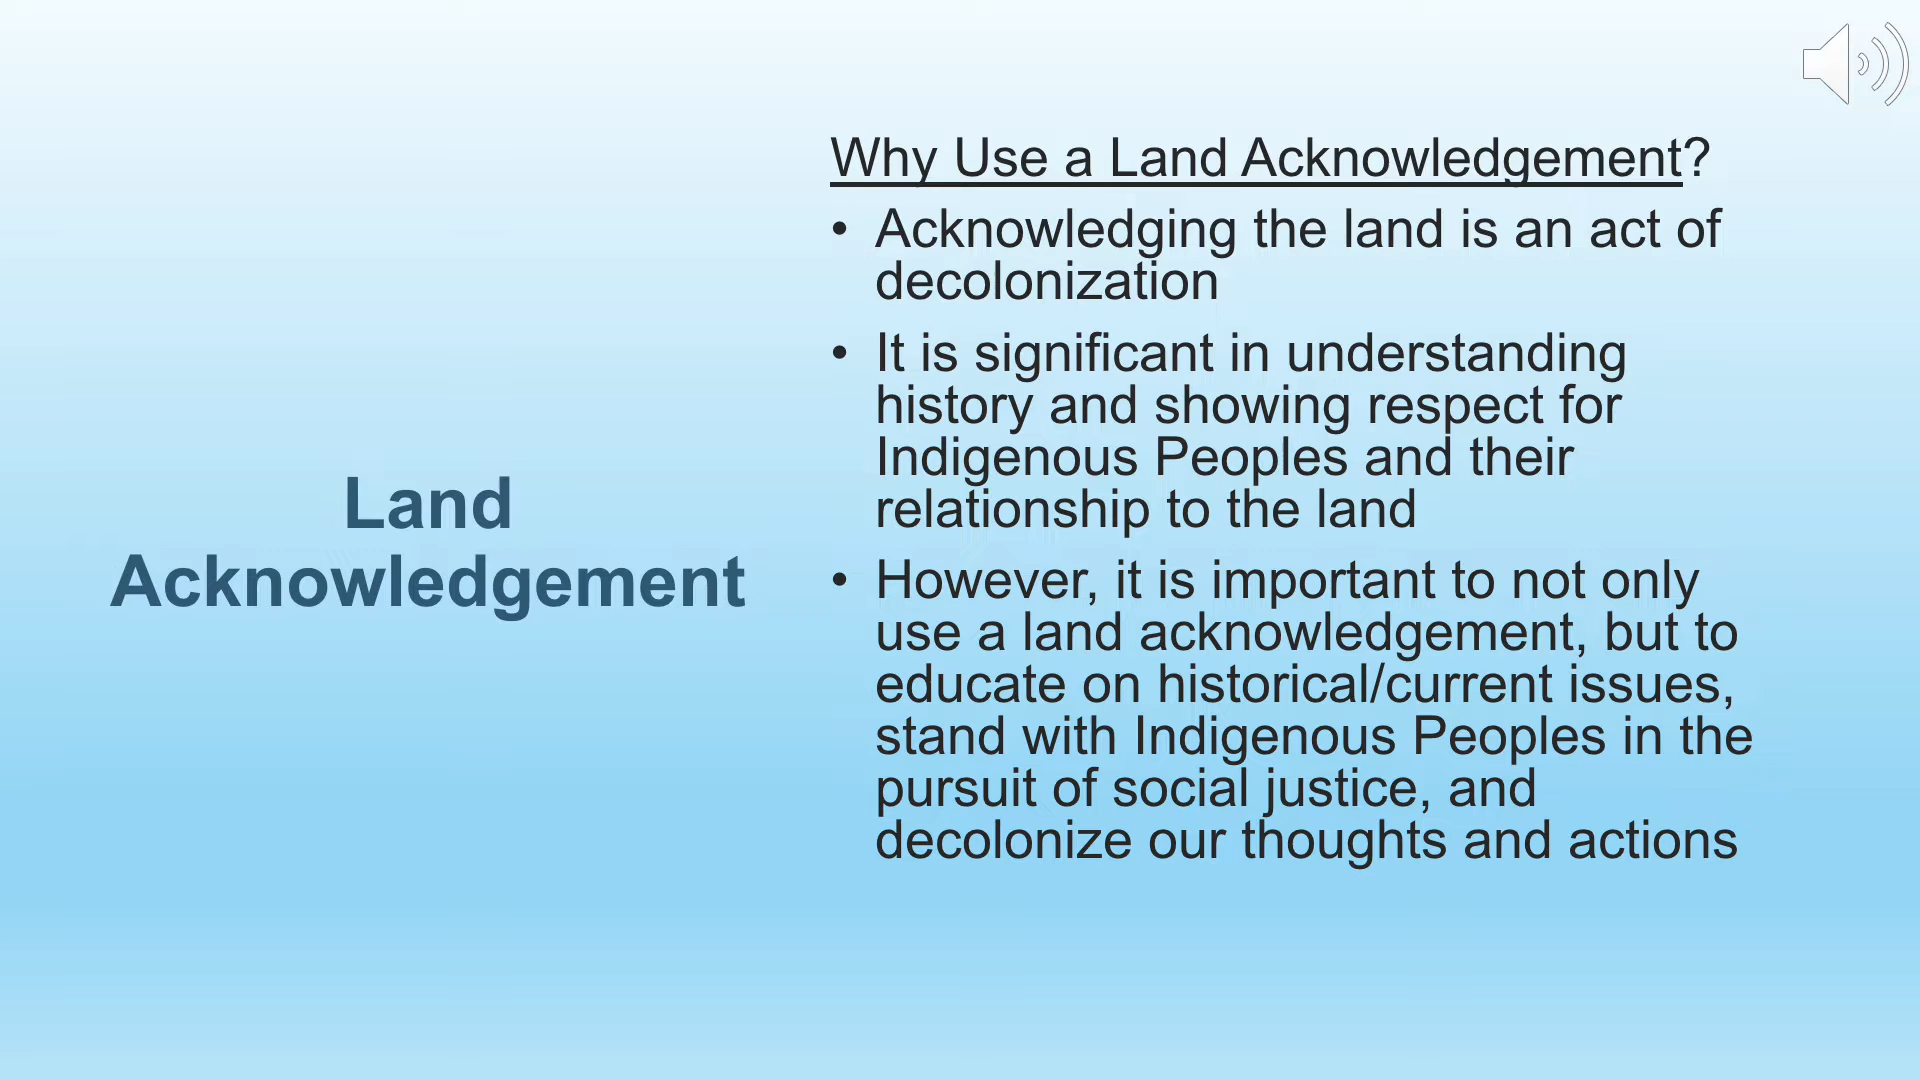 Land
Acknowledgement
Why Use a Land Acknowledgement?
• Acknowledging the land is an act of
decolonization
• It is significant in understanding
history and showing respect for
Indigenous Peoples and their
relationship to the land
• However, it is important to not only
use a land acknowledgement, but to
educate on historical/current issues,
stand with Indigenous Peoples in the
pursuit of social justice, and
decolonize our thoughts and actions